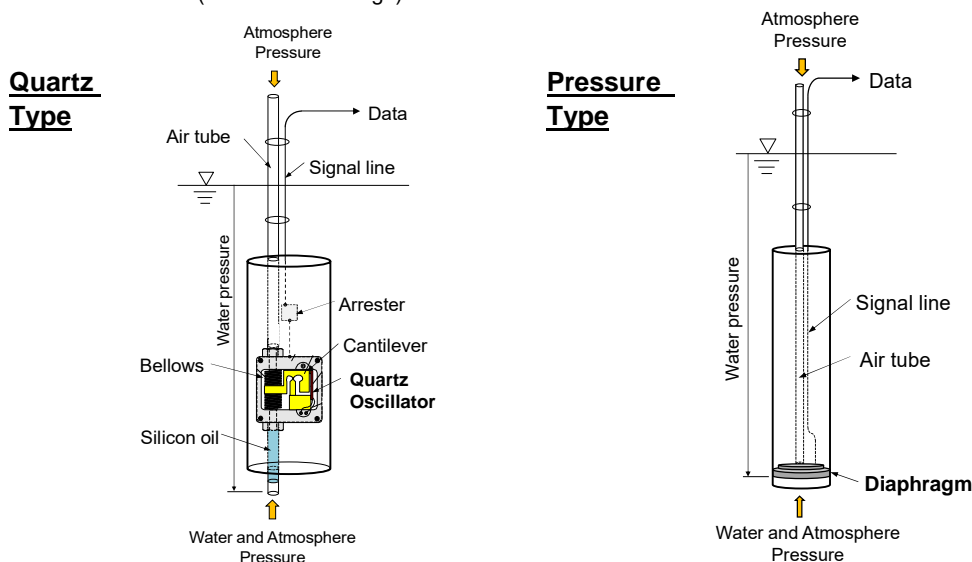 Atmosphere
Pressure
Quartz
Type
Data
Air tube
Signal line
Water pressure
Arrester
Cantilever
Bellows
Quartz
Oscillator
Silicon oil
Water and Atmosphere
Pressure
Atmosphere
Pressure
Pressure
Type
Data
Water pressure
Signal line
Air tube
Diaphragm
Water and Atmosphere
Pressure